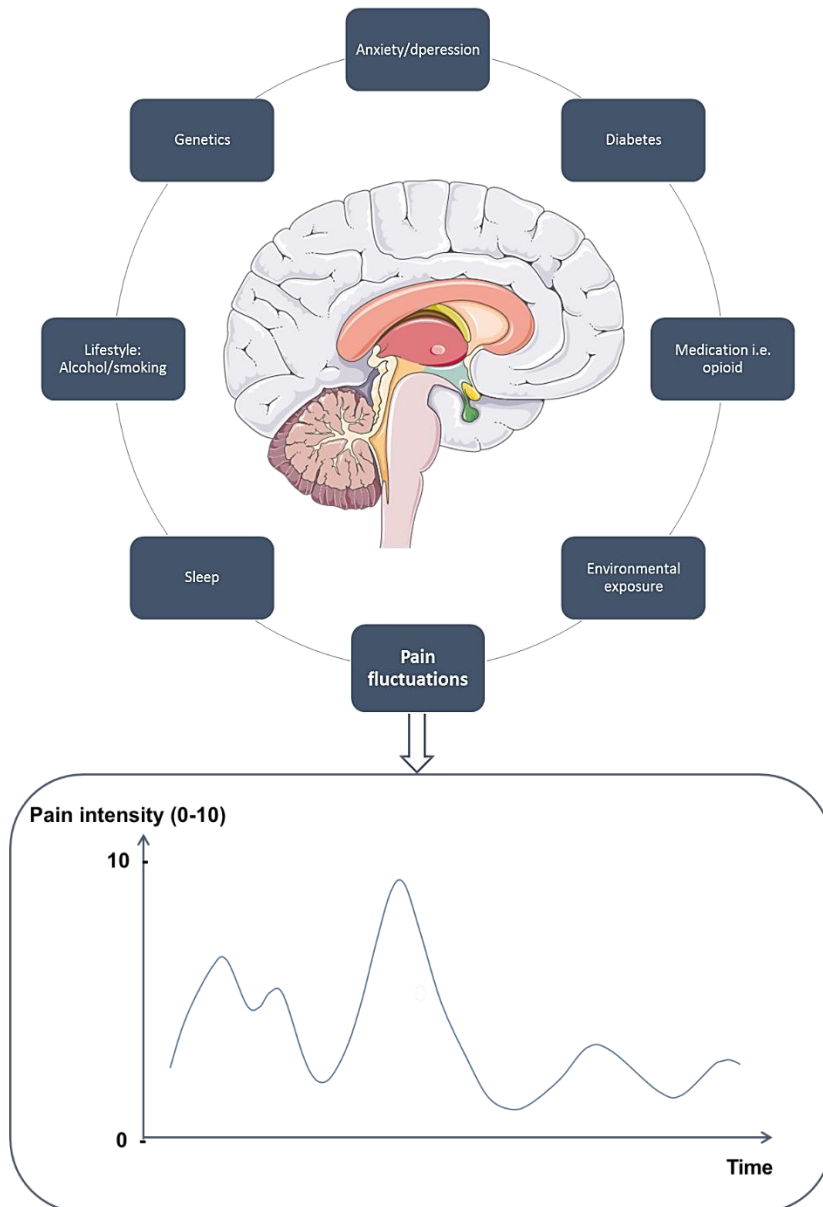 Anxiety/dperession
Genetics
Diabetes
Lifestyle:
Alcohol/smoking
Medication i.e.
opioid
Sleep
Environmental
exposure
Pain
fluctuations
Pain intensity (0-10)
10 -
0 -
Time